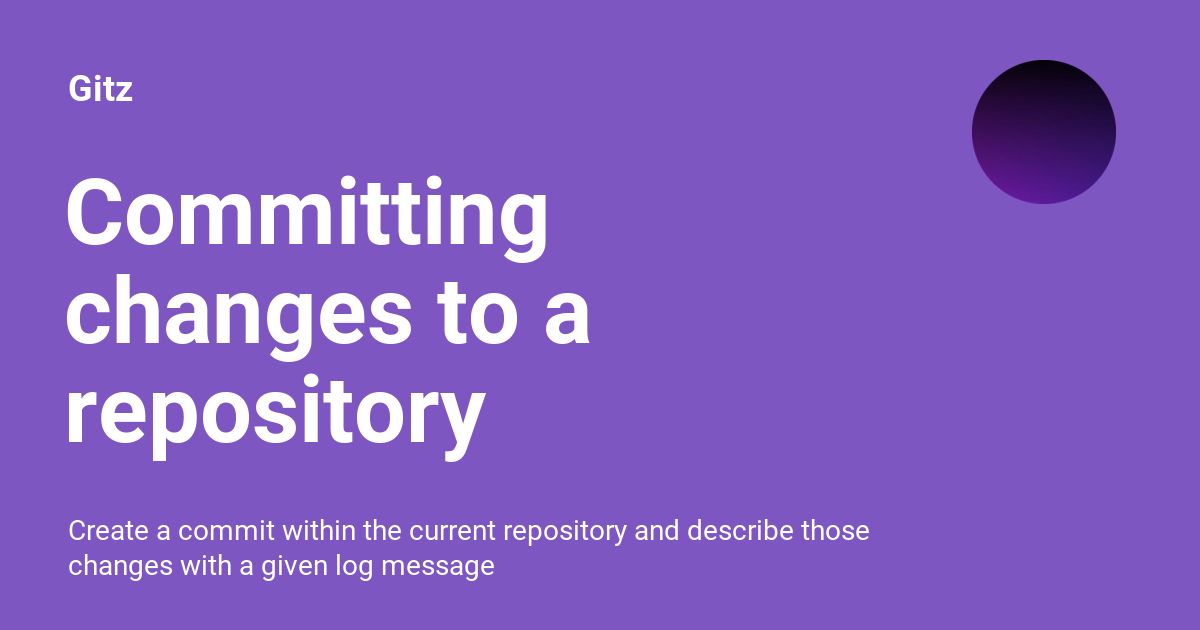 Gitz
Committing
changes to a
repository
Create a commit within the current repository and describe those
changes with a given log message